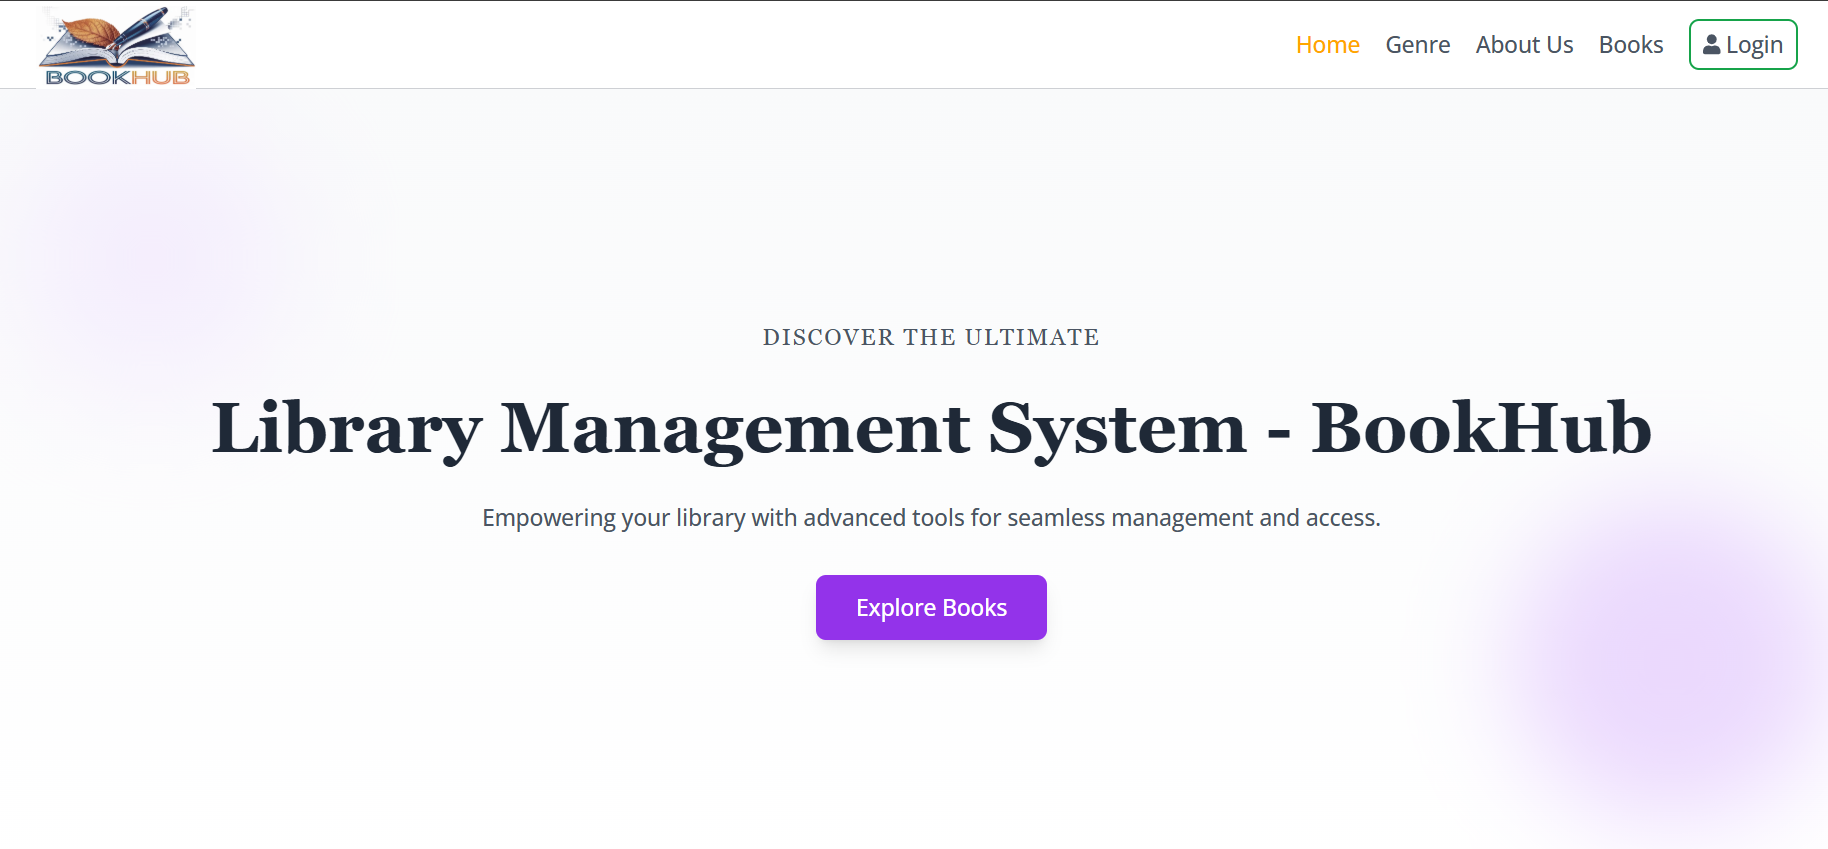 BOOKHUB
Home Genre About Us Books Login
DISCOVER THE ULTIMATE
Library Management System - BookHub
Empowering your library with advanced tools for seamless management and access.
Explore Books